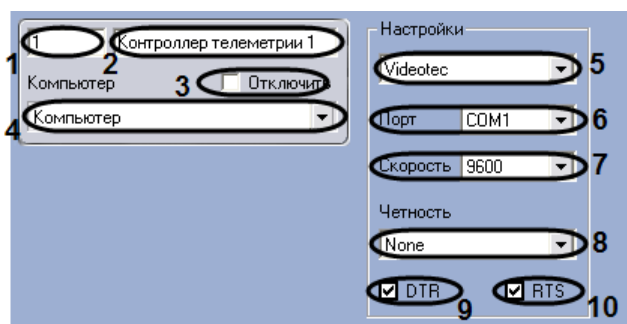 1 Контроллер телеметрии 1
1 2
Компьютер 3 Отключить
4 Компьютер
Настройки
Videotec 5
Порт COM1 6
Скорость 9600 7
Четность
None 8
DTR RTS
9 10